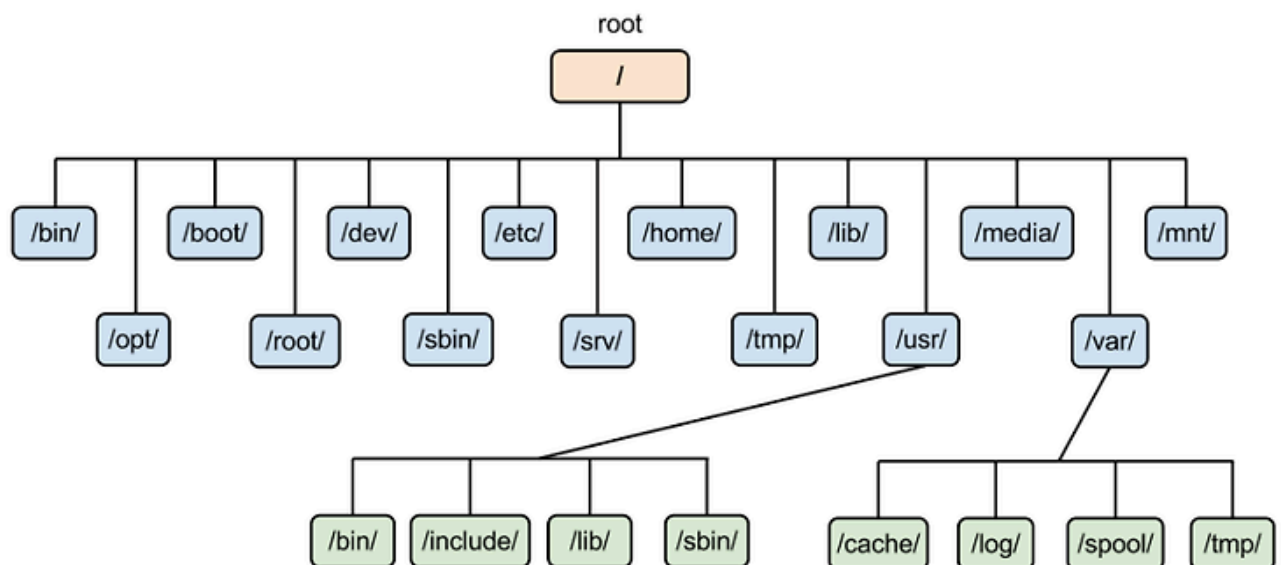 root
/
/bin/
/boot/
/dev/
/etc/
/home/
/lib/
/media/
/mnt/
/opt/
/root/
/sbin/
/srv/
/tmp/
/usr/
/var/
/bin/
/include/
/lib/
/sbin/
/cache/
/log/
/spool/
/tmp/